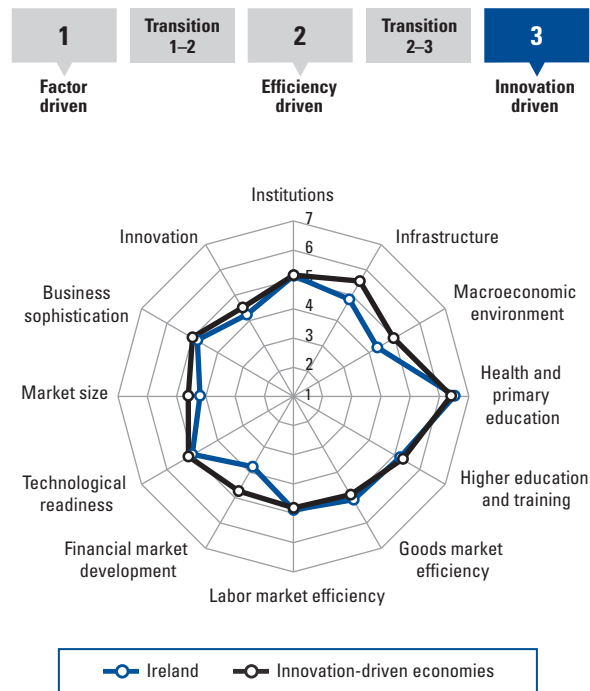 1
Transition
1–2
2
Transition
2–3
3
Factor
driven
Efficiency
driven
Innovation
driven
Institutions
7
Innovation
Infrastructure
6
5
Business
sophistication
Macroeconomic
environment
4
3
2
Market size
1
Health and
primary
education
Technological
readiness
Higher education
and training
Financial market
development
Goods market
efficiency
Labor market efficiency
Ireland
Innovation-driven economies